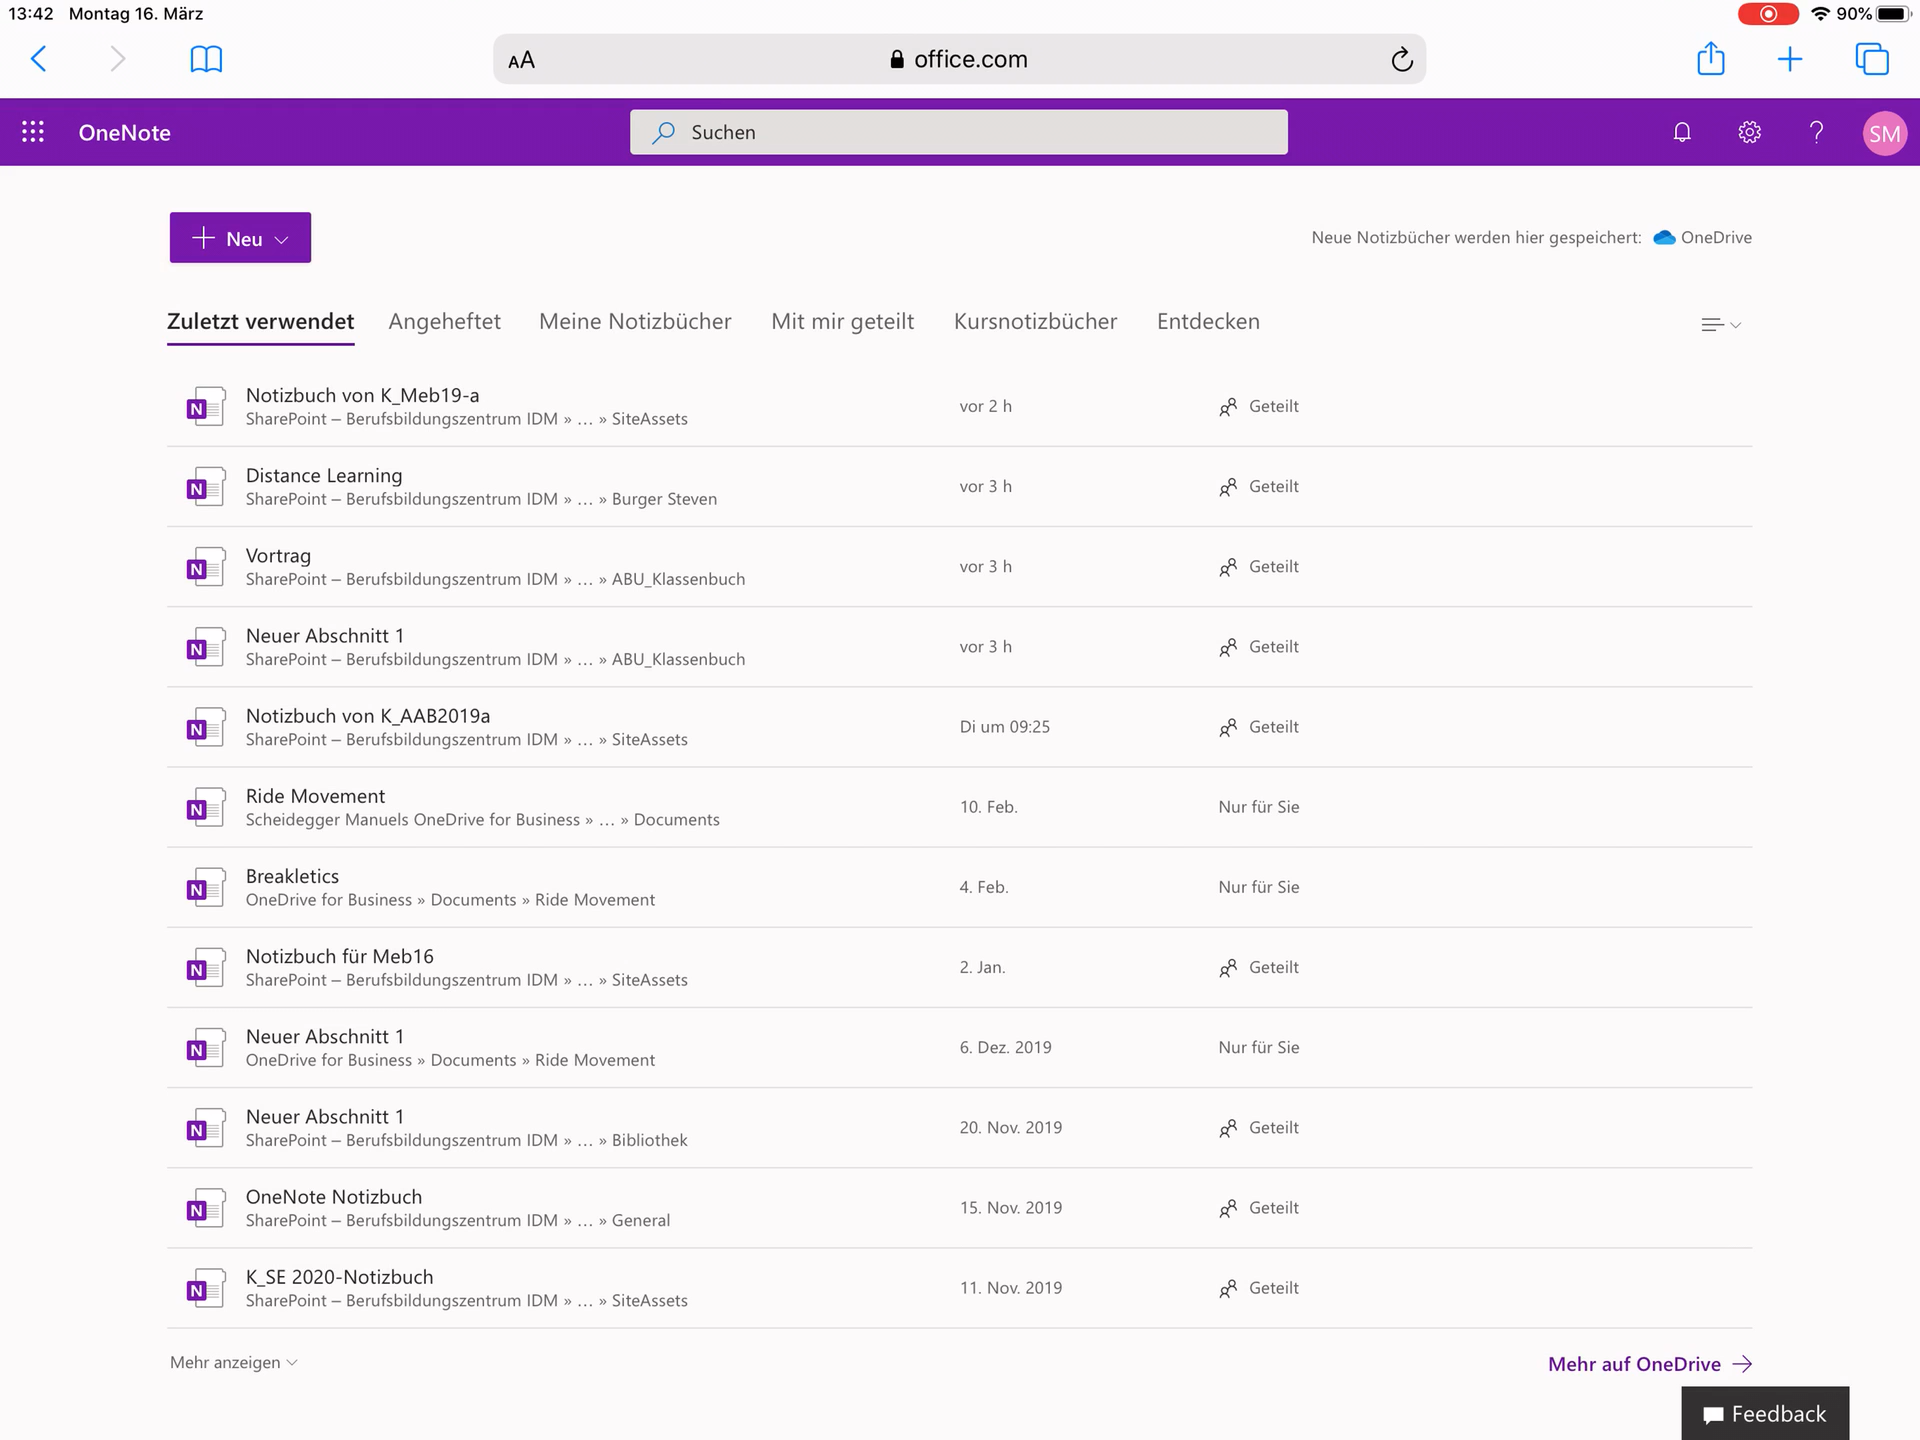 13:42 Montag 16. März 90%
AA office.com
OneNote Suchen SM
Neu Neue Notizbücher werden hier gespeichert: OneDrive
Zuletzt verwendet Angeheftet Meine Notizbücher Mit mir geteilt Kursnotizbücher Entdecken
Notizbuch von K_Meb19-a
SharePoint – Berufsbildungszentrum IDM » ... » SiteAssets
vor 2 h Geteilt
Distance Learning
SharePoint – Berufsbildungszentrum IDM » ... » Burger Steven
vor 3 h Geteilt
Vortrag
SharePoint – Berufsbildungszentrum IDM » ... » ABU_Klassenbuch
vor 3 h Geteilt
Neuer Abschnitt 1
SharePoint – Berufsbildungszentrum IDM » ... » ABU_Klassenbuch
vor 3 h Geteilt
Notizbuch von K_AAB2019a
SharePoint – Berufsbildungszentrum IDM » ... » SiteAssets
Di um 09:25 Geteilt
Ride Movement
Scheidegger Manuels OneDrive for Business » ... » Documents
10. Feb. Nur für Sie
Breakletics
OneDrive for Business » Documents » Ride Movement
4. Feb. Nur für Sie
Notizbuch für Meb16
SharePoint – Berufsbildungszentrum IDM » ... » SiteAssets
2. Jan. Geteilt
Neuer Abschnitt 1
OneDrive for Business » Documents » Ride Movement
6. Dez. 2019 Nur für Sie
Neuer Abschnitt 1
SharePoint – Berufsbildungszentrum IDM » ... » Bibliothek
20. Nov. 2019 Geteilt
OneNote Notizbuch
SharePoint – Berufsbildungszentrum IDM » ... » General
15. Nov. 2019 Geteilt
K_SE 2020-Notizbuch
SharePoint – Berufsbildungszentrum IDM » ... » SiteAssets
11. Nov. 2019 Geteilt
Mehr anzeigen Mehr auf OneDrive
Feedback